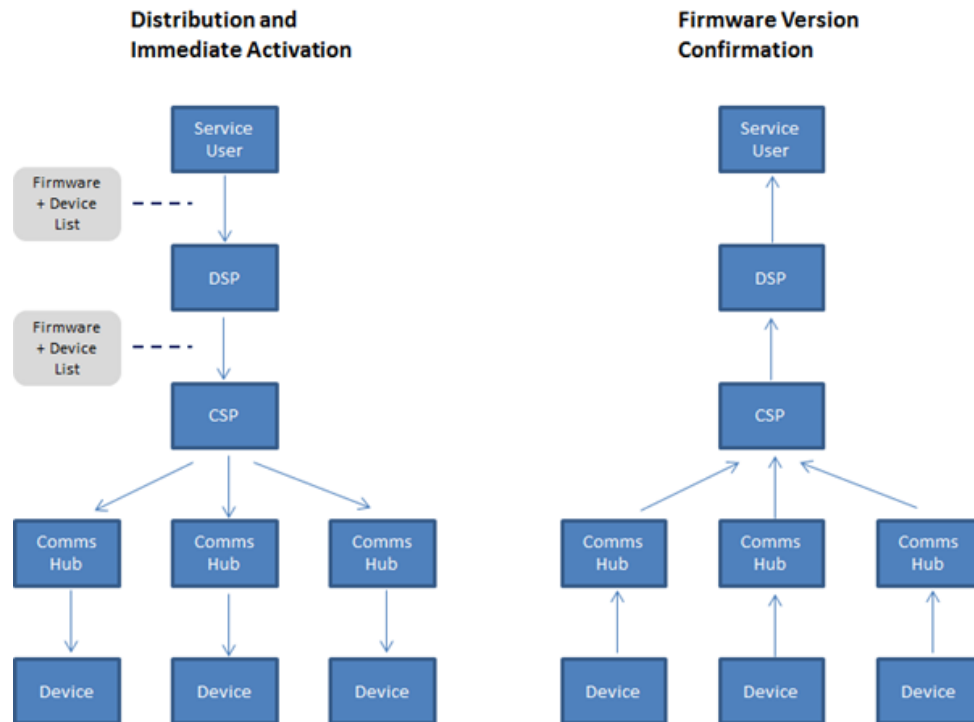 Distribution and
Immediate Activation
Firmware Version
Confirmation
Service
User
Service
User
Firmware
+ Device
List
DSP
DSP
Firmware
+ Device
List
CSP
CSP
Comms
Hub
Comms
Hub
Comms
Hub
Comms
Hub
Comms
Hub
Comms
Hub
Device
Device
Device
Device
Device
Device